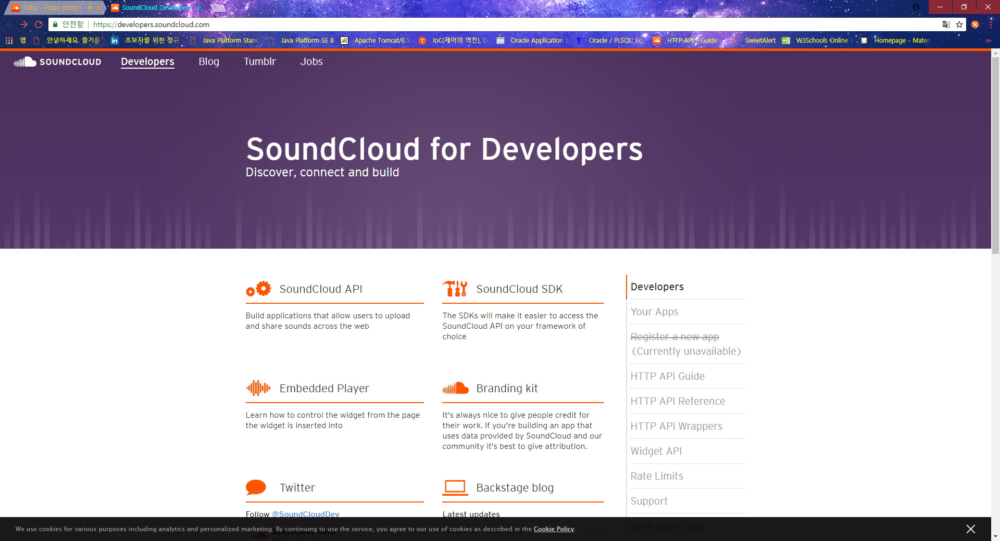 Tobu - Hope (Origi
SoundCloud Developers
안전함
https://developers.soundcloud.com
앱
안녕하세요. 즐거운
초보자를 위한 정규
Java Platform Stand
Java Platform SE 8
Apache Tomcat/8.5
IoC(제어의 역전), D
Oracle Application
Oracle / PLSQL: Fo
HTTP API - Guide
SweetAlert
W3Schools Online
Homepage - Materi
SOUNDCLOUD
Developers
Blog
Tumblr
Jobs
SoundCloud for Developers
Discover, connect and build
SoundCloud API
Build applications that allow users to upload
and share sounds across the web
SoundCloud SDK
The SDKs will make it easier to access the
SoundCloud API on your framework of
choice
Embedded Player
Learn how to control the widget from the page
the widget is inserted into
Branding kit
It's always nice to give people credit for
their work. If you're building an app that
uses data provided by SoundCloud and our
community it's best to give attribution.
Twitter
Follow @SoundCloudDev
SoundCloud Devs
Backstage blog
Latest updates
Developers
Your Apps
Register a new app
(Currently unavailable)
HTTP API Guide
HTTP API Reference
HTTP API Wrappers
Widget API
Rate Limits
Support
Backstage Blog
We use cookies for various purposes including analytics and personalized marketing. By continuing to use the service, you agree to our use of cookies as described in the Cookie Policy.